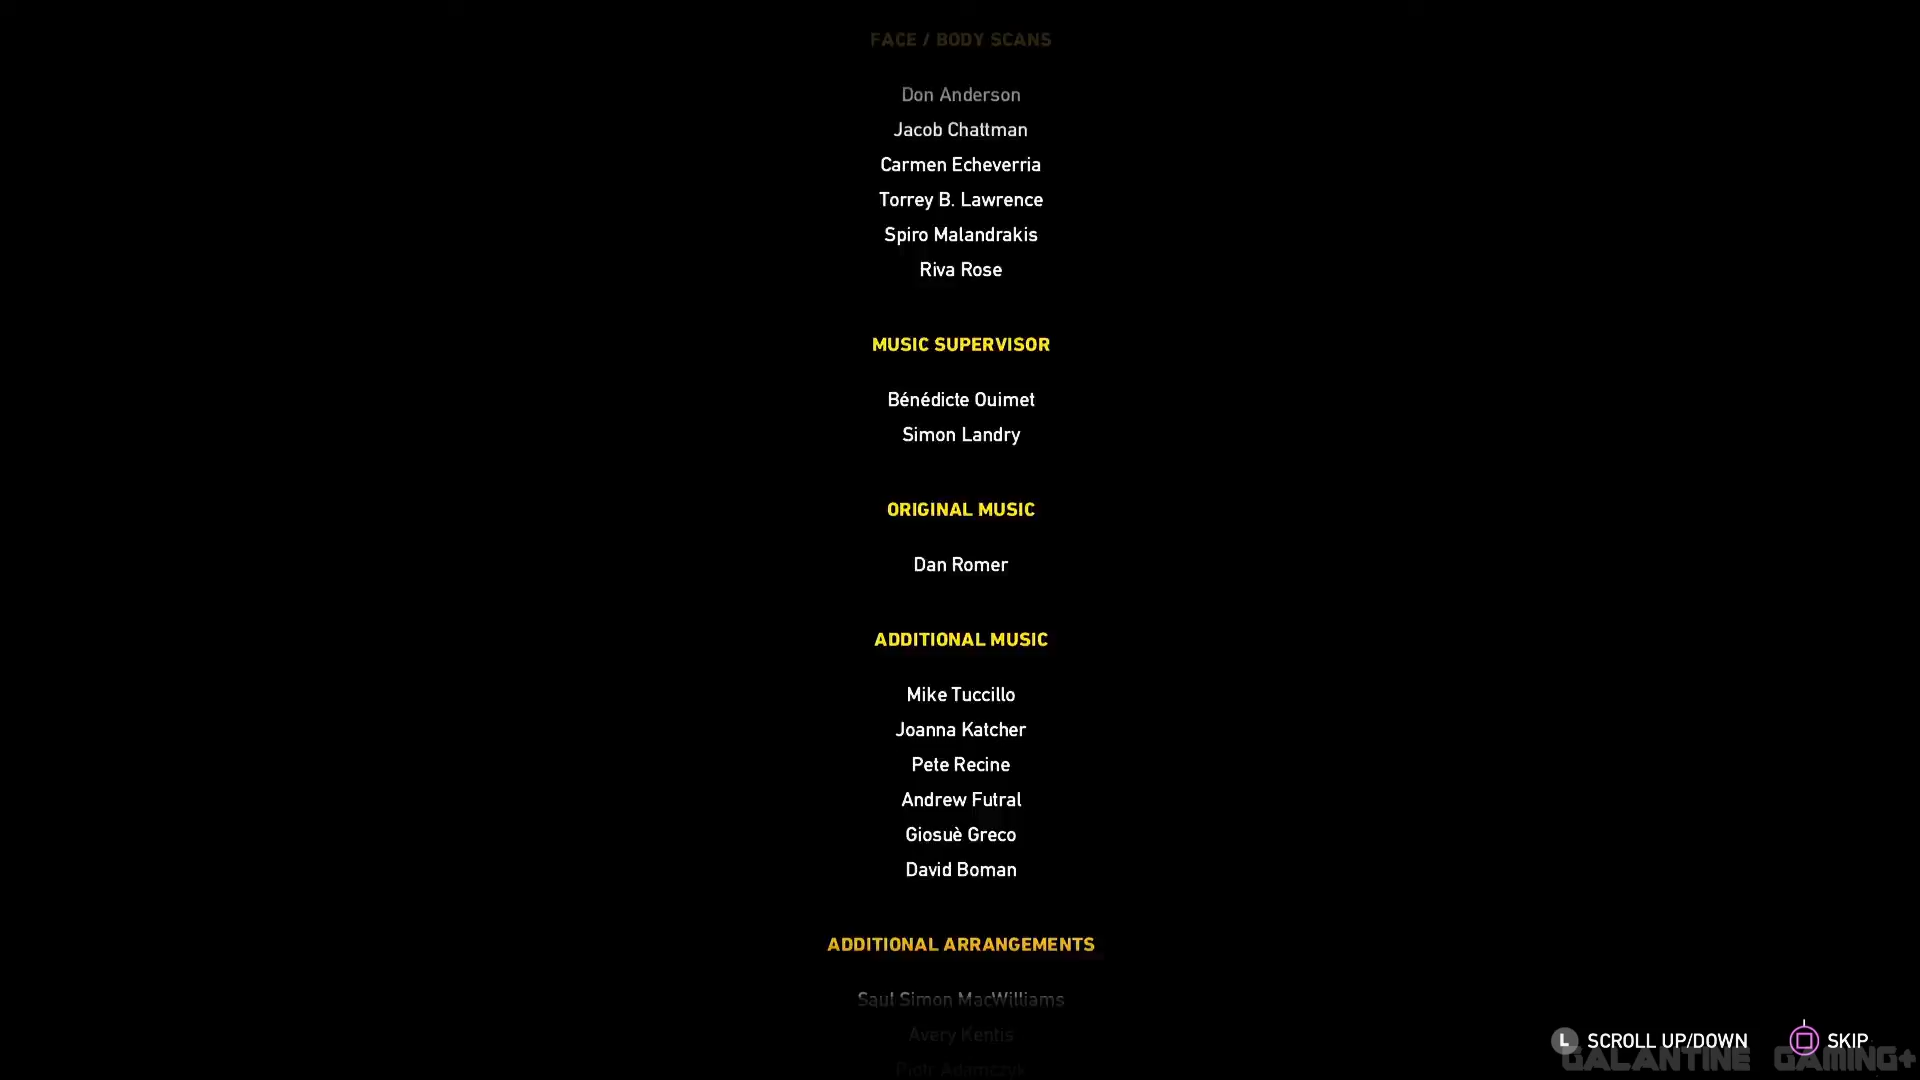 FACE / BODY SCANS
Don Anderson
Jacob Chattman
Carmen Echeverria
Torrey B. Lawrence
Spiro Malandrakis
Riva Rose
MUSIC SUPERVISOR
Bénédicte Ouimet
Simon Landry
ORIGINAL MUSIC
Dan Romer
ADDITIONAL MUSIC
Mike Tuccillo
Joanna Katcher
Pete Recine
Andrew Futral
Giosuè Greco
David Boman
ADDITIONAL ARRANGEMENTS
Saul Simon MacWilliams
Avery Kentis
Piotr Adamczyk
L SCROLL UP/DOWN SKIP
GALANTINE GAMING+